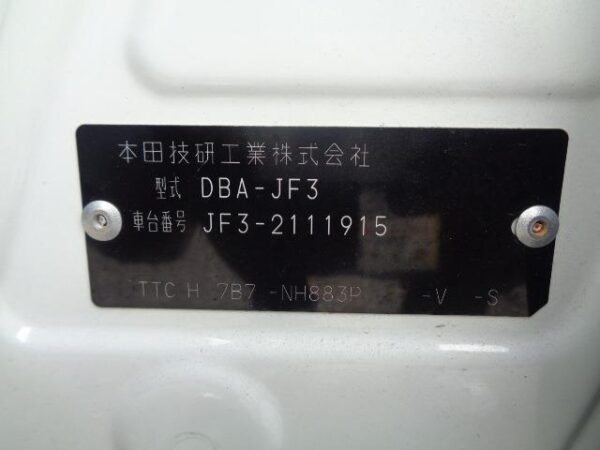 本田技研工業株式会社
型式 DBA-JF3
車台番号 JF3-2111915
TTC H 7B7 -NH883P -V -S